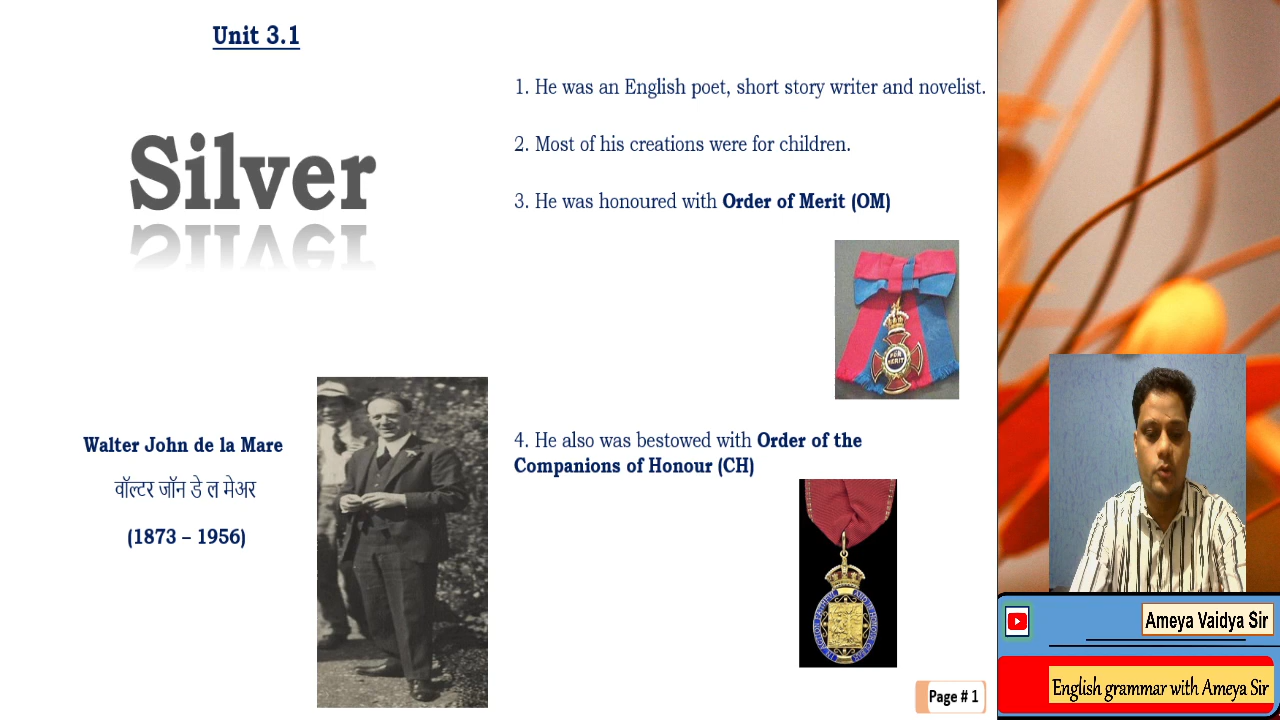 Unit 3.1
Silver
Walter John de la Mare
वॉल्टर जॉन डे ल मेअर
(1873 – 1956)
1. He was an English poet, short story writer and novelist.
2. Most of his creations were for children.
3. He was honoured with Order of Merit (OM)
FOR
MERIT
4. He also was bestowed with Order of the
Companions of Honour (CH)
Page # 1
Ameya Vaidya Sir
English grammar with Ameya Sir